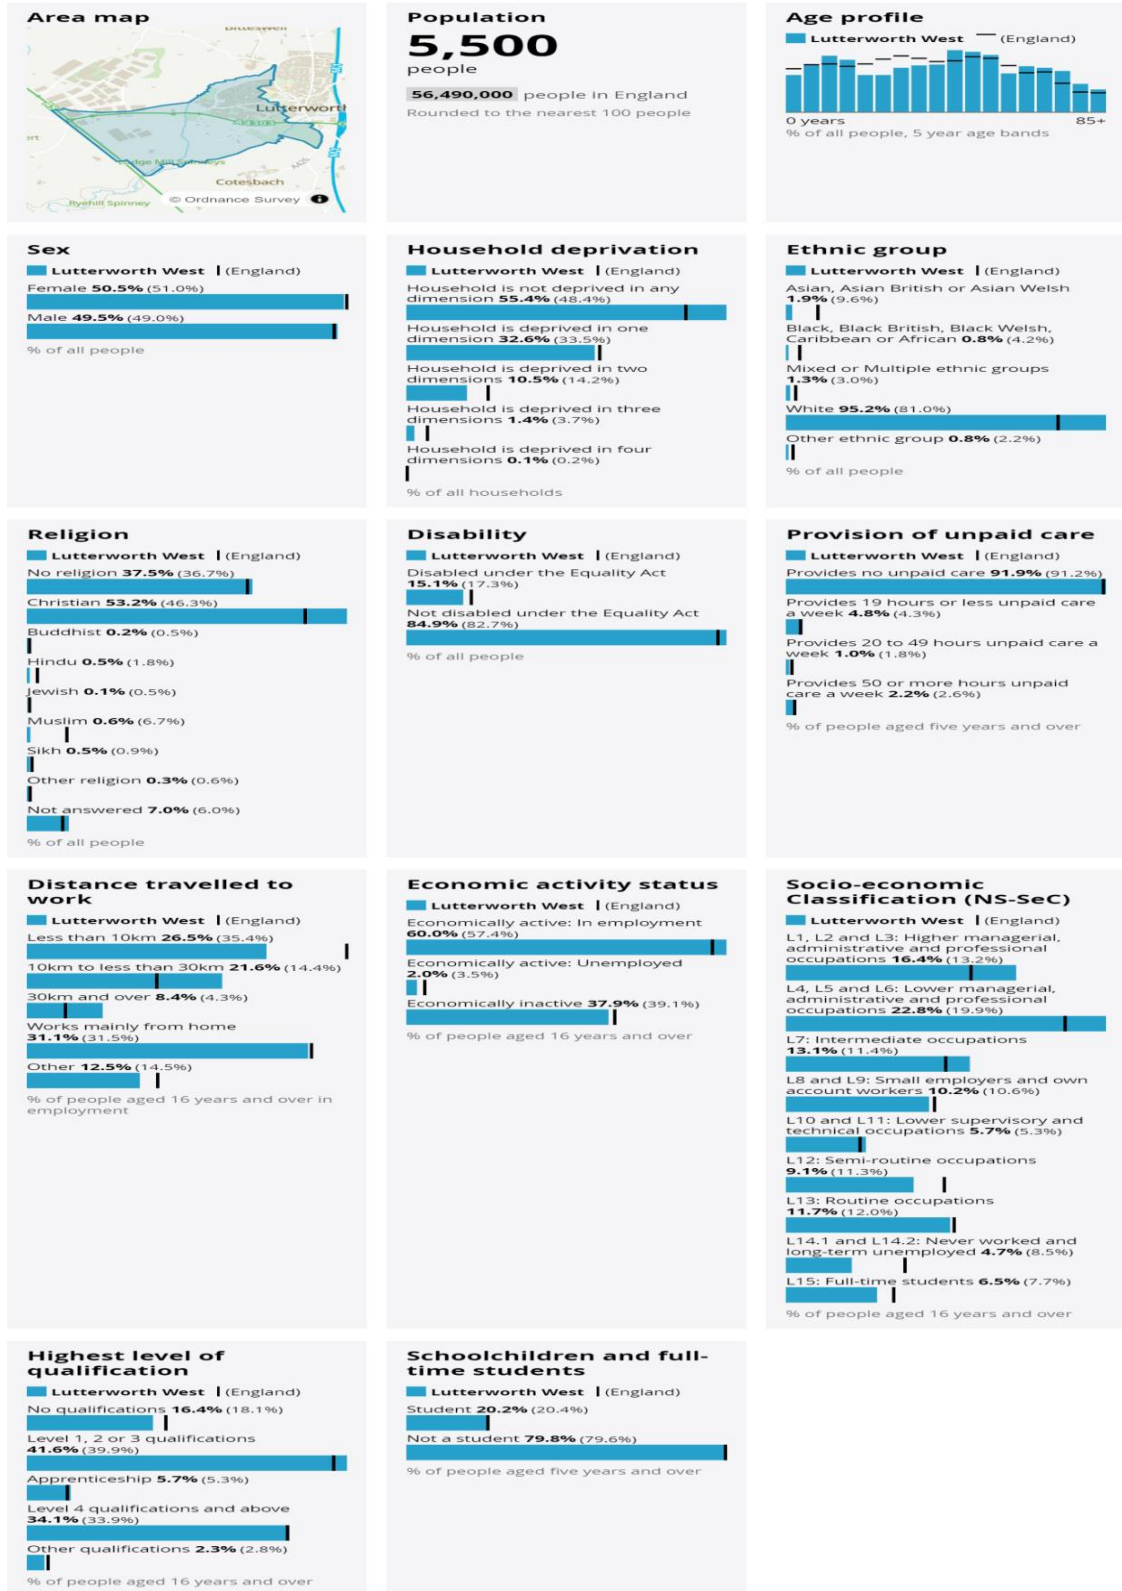 Area map
Bitteswell
Lutterworth
A4303
Lodge Mill Spinneys
A426
Cotesbach
Ryehill Spinney
© Ordnance Survey
Population
5,500
people
56,490,000 people in England
Rounded to the nearest 100 people
Age profile
Lutterworth West (England)
0 years 85+
% of all people, 5 year age bands
Sex
Lutterworth West (England)
Female 50.5% (51.0%)
Male 49.5% (49.0%)
% of all people
Household deprivation
Lutterworth West (England)
Household is not deprived in any
dimension 55.4% (48.4%)
Household is deprived in one
dimension 32.6% (33.5%)
Household is deprived in two
dimensions 10.5% (14.2%)
Household is deprived in three
dimensions 1.4% (3.7%)
Household is deprived in four
dimensions 0.1% (0.2%)
% of all households
Ethnic group
Lutterworth West (England)
Asian, Asian British or Asian Welsh
1.9% (9.6%)
Black, Black British, Black Welsh,
Caribbean or African 0.8% (4.2%)
Mixed or Multiple ethnic groups
1.3% (3.0%)
White 95.2% (81.0%)
Other ethnic group 0.8% (2.2%)
% of all people
Religion
Lutterworth West (England)
No religion 37.5% (36.7%)
Christian 53.2% (46.3%)
Buddhist 0.2% (0.5%)
Hindu 0.5% (1.8%)
Jewish 0.1% (0.5%)
Muslim 0.6% (6.7%)
Sikh 0.5% (0.9%)
Other religion 0.3% (0.6%)
Not answered 7.0% (6.0%)
% of all people
Disability
Lutterworth West (England)
Disabled under the Equality Act
15.1% (17.3%)
Not disabled under the Equality Act
84.9% (82.7%)
% of all people
Provision of unpaid care
Lutterworth West (England)
Provides no unpaid care 91.9% (91.2%)
Provides 19 hours or less unpaid care
a week 4.8% (4.3%)
Provides 20 to 49 hours unpaid care a
week 1.0% (1.8%)
Provides 50 or more hours unpaid
care a week 2.2% (2.6%)
% of people aged five years and over
Distance travelled to
work
Lutterworth West (England)
Less than 10km 26.5% (35.4%)
10km to less than 30km 21.6% (14.4%)
30km and over 8.4% (4.3%)
Works mainly from home
31.1% (31.5%)
Other 12.5% (14.5%)
% of people aged 16 years and over in
employment
Economic activity status
Lutterworth West (England)
Economically active: In employment
60.0% (57.4%)
Economically active: Unemployed
2.0% (3.5%)
Economically inactive 37.9% (39.1%)
% of people aged 16 years and over
Socio-economic
Classification (NS-SeC)
Lutterworth West (England)
L1, L2 and L3: Higher managerial,
administrative and professional
occupations 16.4% (13.2%)
L4, L5 and L6: Lower managerial,
administrative and professional
occupations 22.8% (19.9%)
L7: Intermediate occupations
13.1% (11.4%)
L8 and L9: Small employers and own
account workers 10.2% (10.6%)
L10 and L11: Lower supervisory and
technical occupations 5.7% (5.3%)
L12: Semi-routine occupations
9.1% (11.3%)
L13: Routine occupations
11.7% (12.0%)
L14.1 and L14.2: Never worked and
long-term unemployed 4.7% (8.5%)
L15: Full-time students 6.5% (7.7%)
% of people aged 16 years and over
Highest level of
qualification
Lutterworth West (England)
No qualifications 16.4% (18.1%)
Level 1, 2 or 3 qualifications
41.6% (39.9%)
Apprenticeship 5.7% (5.3%)
Level 4 qualifications and above
34.1% (33.9%)
Other qualifications 2.3% (2.8%)
% of people aged 16 years and over
Schoolchildren and full-
time students
Lutterworth West (England)
Student 20.2% (20.4%)
Not a student 79.8% (79.6%)
% of people aged five years and over